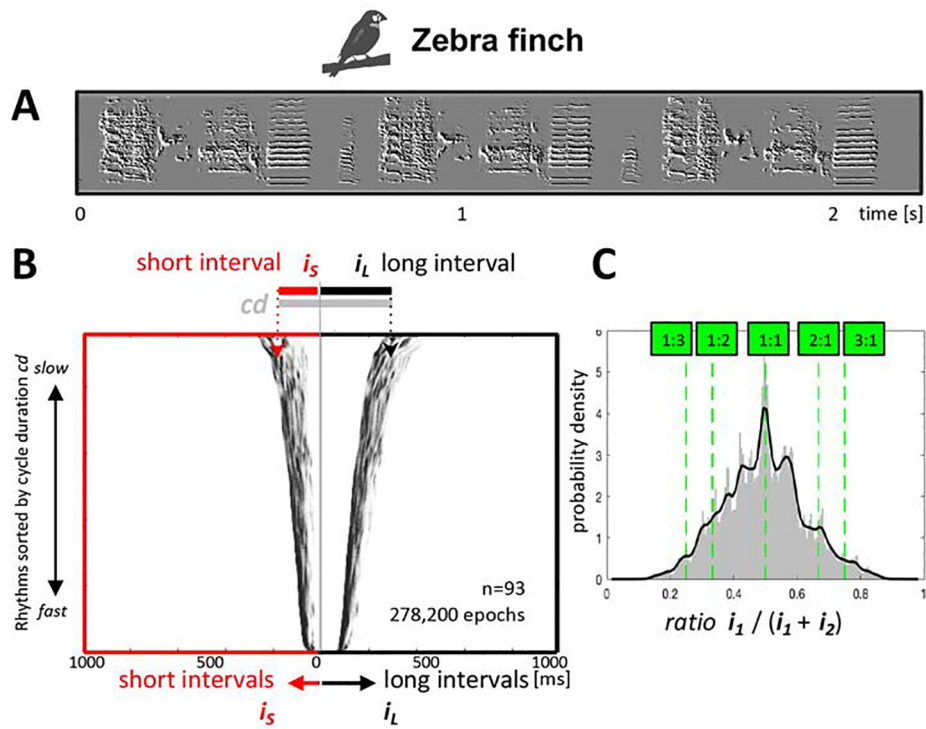 Zebra finch
A
0 1 2 time [s]
B
short interval iS iL long interval
cd
Rhythms sorted by cycle duration cd
slow
fast
n=93
278,200 epochs
1000 500 0 500 1000
short intervals long intervals [ms]
iS iL
C
1:3 1:2 1:1 2:1 3:1
probability density
6
5
4
3
2
1
0
0 0.2 0.4 0.6 0.8 1
ratio i1 / (i1 + i2)